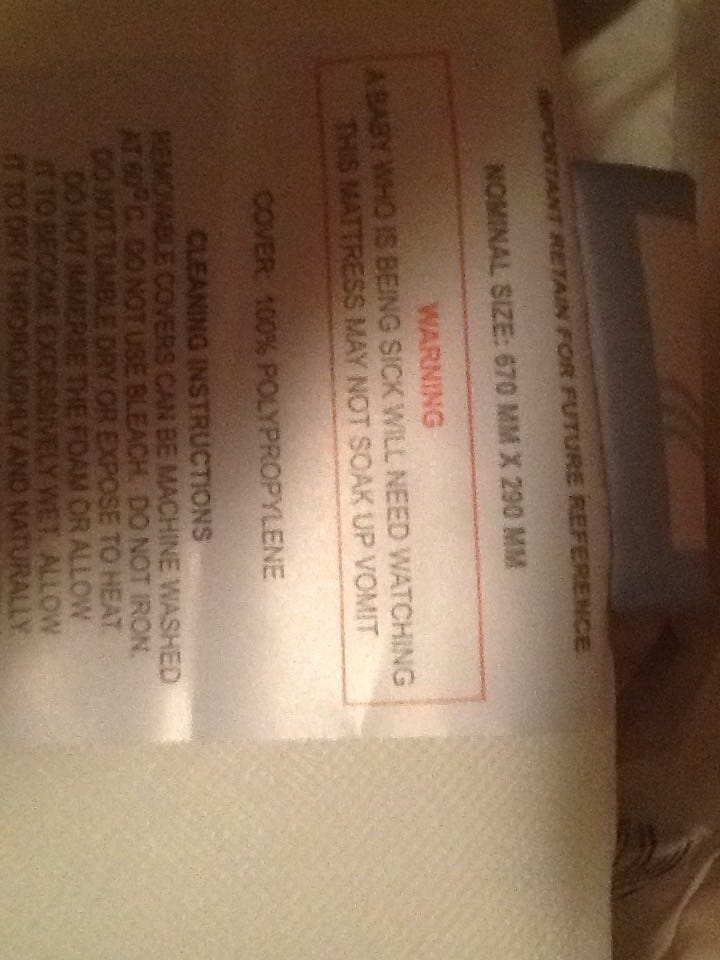 IMPORTANT RETAIN FOR FUTURE REFERENCE
NOMINAL SIZE: 670 MM X 290 MM
WARNING
A BABY WHO IS BEING SICK WILL NEED WATCHING
THIS MATTRESS MAY NOT SOAK UP VOMIT
COVER: 100% POLYPROPYLENE
CLEANING INSTRUCTIONS
REMOVABLE COVERS CAN BE MACHINE WASHED
AT 60°C. DO NOT USE BLEACH. DO NOT IRON.
DO NOT TUMBLE DRY OR EXPOSE TO HEAT
DO NOT IMMERSE THE FOAM OR ALLOW
IT TO BECOME EXCESSIVELY WET. ALLOW
IT TO DRY THOROUGHLY AND NATURALLY